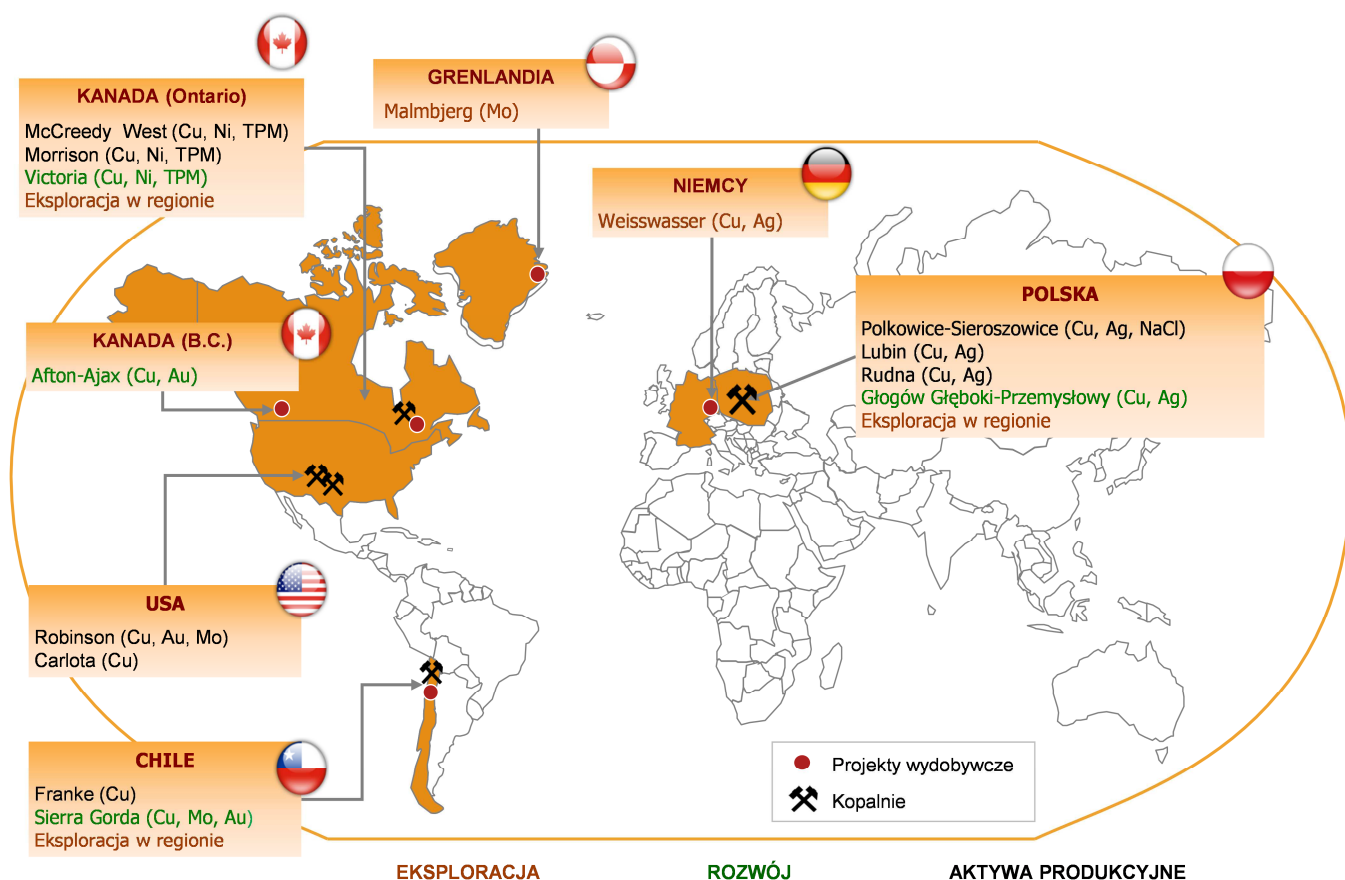 KANADA (Ontario)
McCreedy West (Cu, Ni, TPM)
Morrison (Cu, Ni, TPM)
Victoria (Cu, Ni, TPM)
Eksploracja w regionie
GRENLANDIA
Malmbjerg (Mo)
NIEMCY
Weisswasser (Cu, Ag)
POLSKA
Polkowice-Sieroszowice (Cu, Ag, NaCl)
Lubin (Cu, Ag)
Rudna (Cu, Ag)
Głogów Głęboki-Przemysłowy (Cu, Ag)
Eksploracja w regionie
KANADA (B.C.)
Afton-Ajax (Cu, Au)
USA
Robinson (Cu, Au, Mo)
Carlota (Cu)
CHILE
Franke (Cu)
Sierra Gorda (Cu, Mo, Au)
Eksploracja w regionie
Projekty wydobywcze
Kopalnie
EKSPLORACJA
ROZWÓJ
AKTYWA PRODUKCYJNE